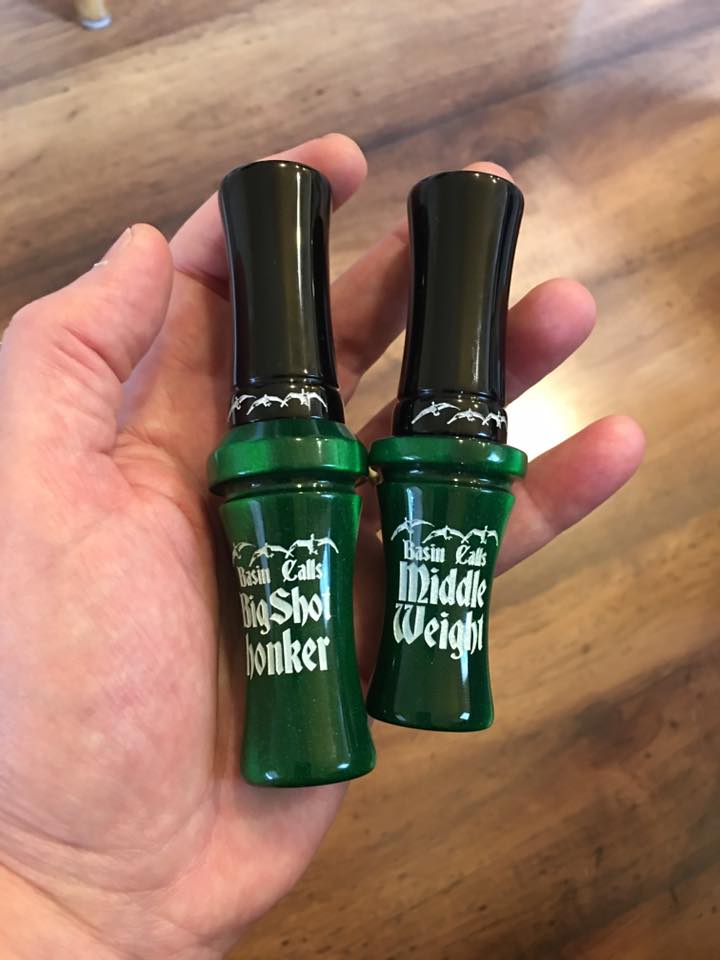 Basin Calls
BigShot
honker
Basin Calls
Middle
Weight